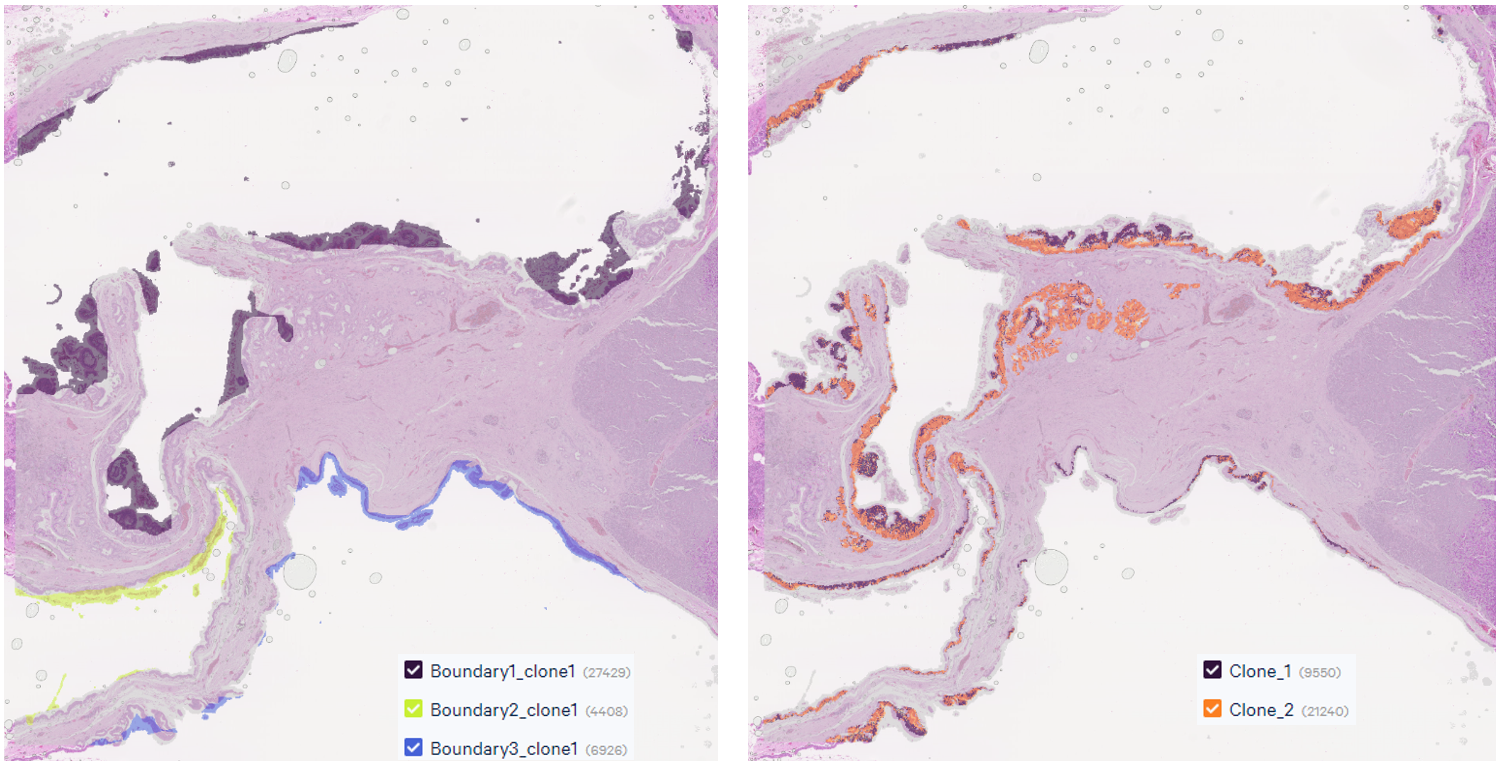 Boundary1_clone1 (27429)
Boundary2_clone1 (4408)
Boundary3_clone1 (6926)
Clone_1 (9550)
Clone_2 (21240)